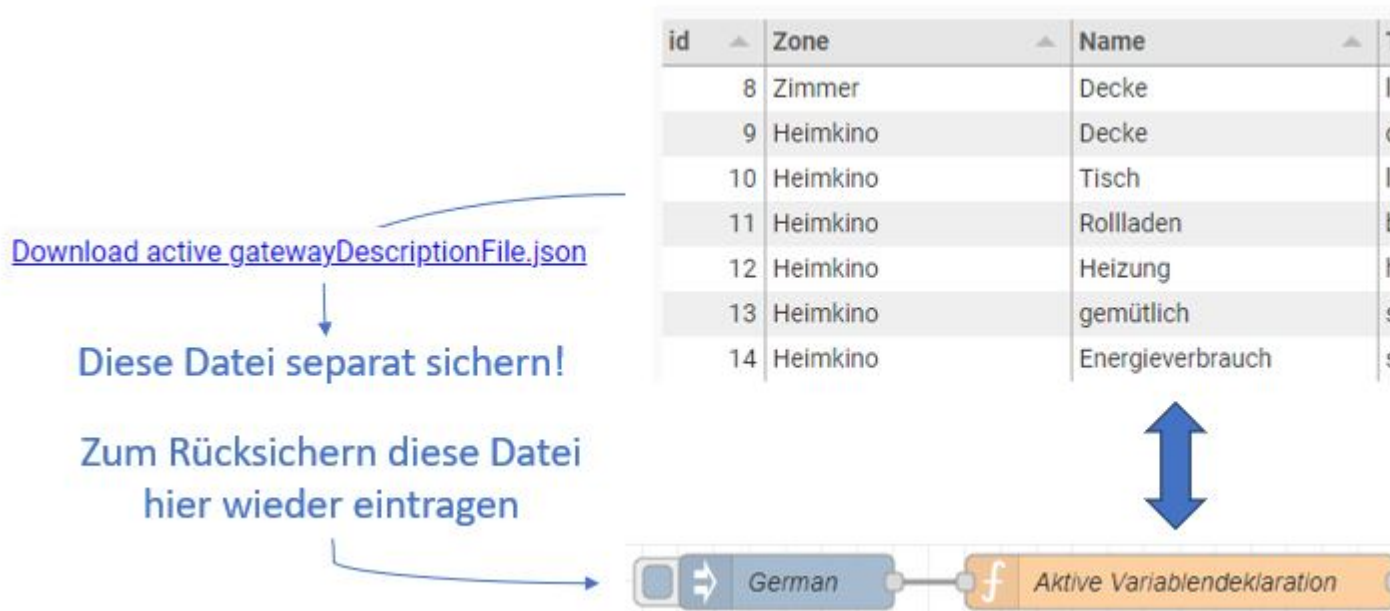 id Zone Name
8 Zimmer Decke
9 Heimkino Decke
10 Heimkino Tisch
11 Heimkino Rollladen
12 Heimkino Heizung
13 Heimkino gemütlich
14 Heimkino Energieverbrauch
Download active gatewayDescriptionFile.json
Diese Datei separat sichern!
Zum Rücksichern diese Datei
hier wieder eintragen
German Aktive Variablendeklaration